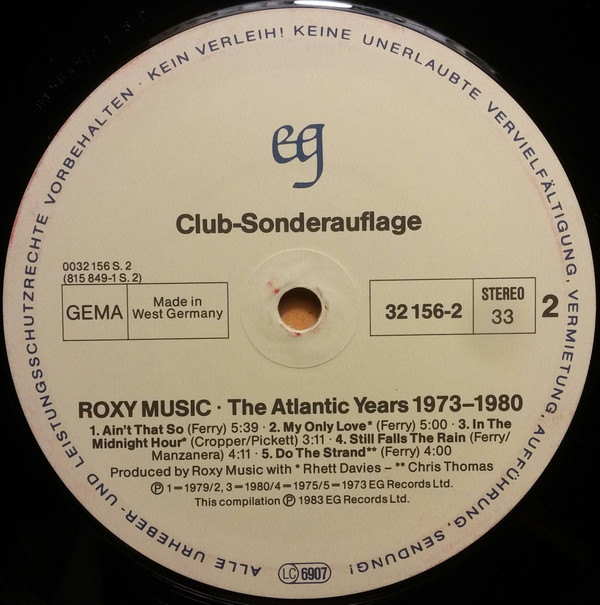 ALLE URHEBER- UND LEISTUNGSSCHUTZRECHTE VORBEHALTEN · KEIN VERLEIH! KEINE UNERLAUBTE VERVIELFÄLTIGUNG, VERMIETUNG, AUFFÜHRUNG, SENDUNG!
eg
Club-Sonderauflage
0032 156 S. 2
(815 849-1 S. 2)
GEMA
Made in
West Germany
32 156-2
STEREO
33
2
ROXY MUSIC · The Atlantic Years 1973–1980
1. Ain't That So (Ferry) 5:39 · 2. My Only Love* (Ferry) 5:00 · 3. In The
Midnight Hour* (Cropper/Pickett) 3:11 · 4. Still Falls The Rain (Ferry/
Manzanera) 4:11 · 5. Do The Strand** (Ferry) 4:00
Produced by Roxy Music with * Rhett Davies – ** Chris Thomas
Ⓟ 1 – 1979/2, 3 – 1980/4 – 1975/5 – 1973 EG Records Ltd.
This compilation Ⓟ 1983 EG Records Ltd.
LC 6907